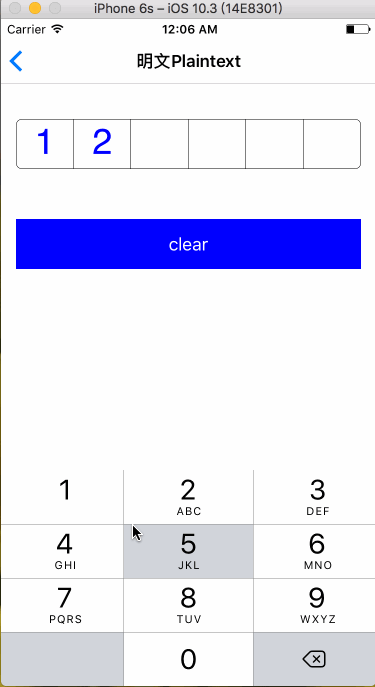 iPhone 6s – iOS 10.3 (14E8301)
Carrier 12:06 AM
明文Plaintext
1 2
clear
1 2 3
ABC DEF
4 5 6
GHI JKL MNO
7 8 9
PQRS TUV WXYZ
0